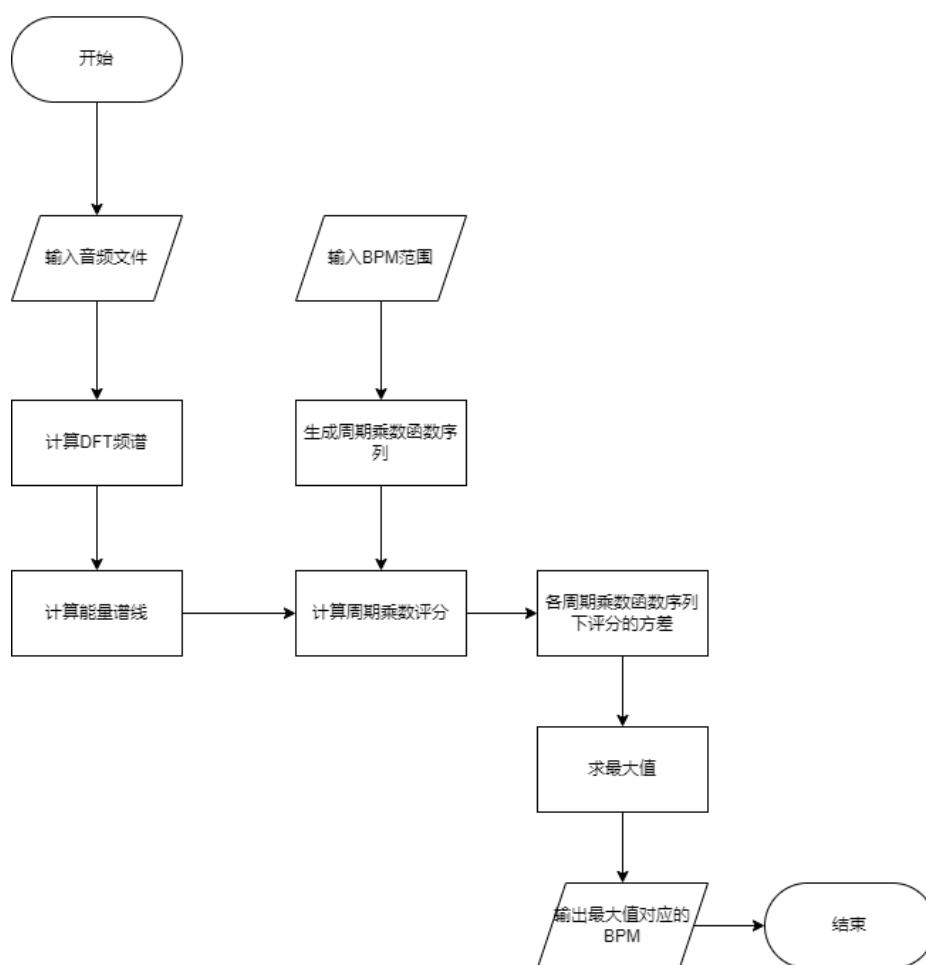 开始
输入音频文件
输入BPM范围
计算DFT频谱
生成周期乘数函数序
列
计算能量谱线
计算周期乘数评分
各周期乘数函数序列
下评分的方差
求最大值
输出最大值对应的
BPM
结束